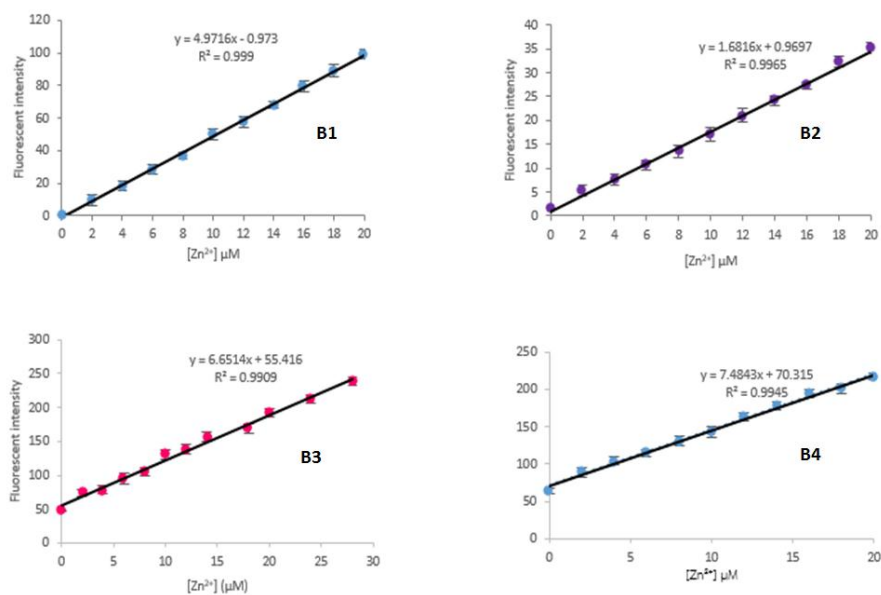 120
100
80
60
40
20
0
Fluorescent intensity
y = 4.9716x - 0.973
R² = 0.999
B1
0 2 4 6 8 10 12 14 16 18 20
[Zn²⁺] µM
40
35
30
25
20
15
10
5
0
Fluorescent intensity
y = 1.6816x + 0.9697
R² = 0.9965
B2
0 2 4 6 8 10 12 14 16 18 20
[Zn²⁺] µM
300
250
200
150
100
50
0
Fluorescent intensity
y = 6.6514x + 55.416
R² = 0.9909
B3
0 5 10 15 20 25 30
[Zn²⁺] (µM)
250
200
150
100
50
0
y = 7.4843x + 70.315
R² = 0.9945
B4
0 5 10 15 20
[Zn²⁺] µM